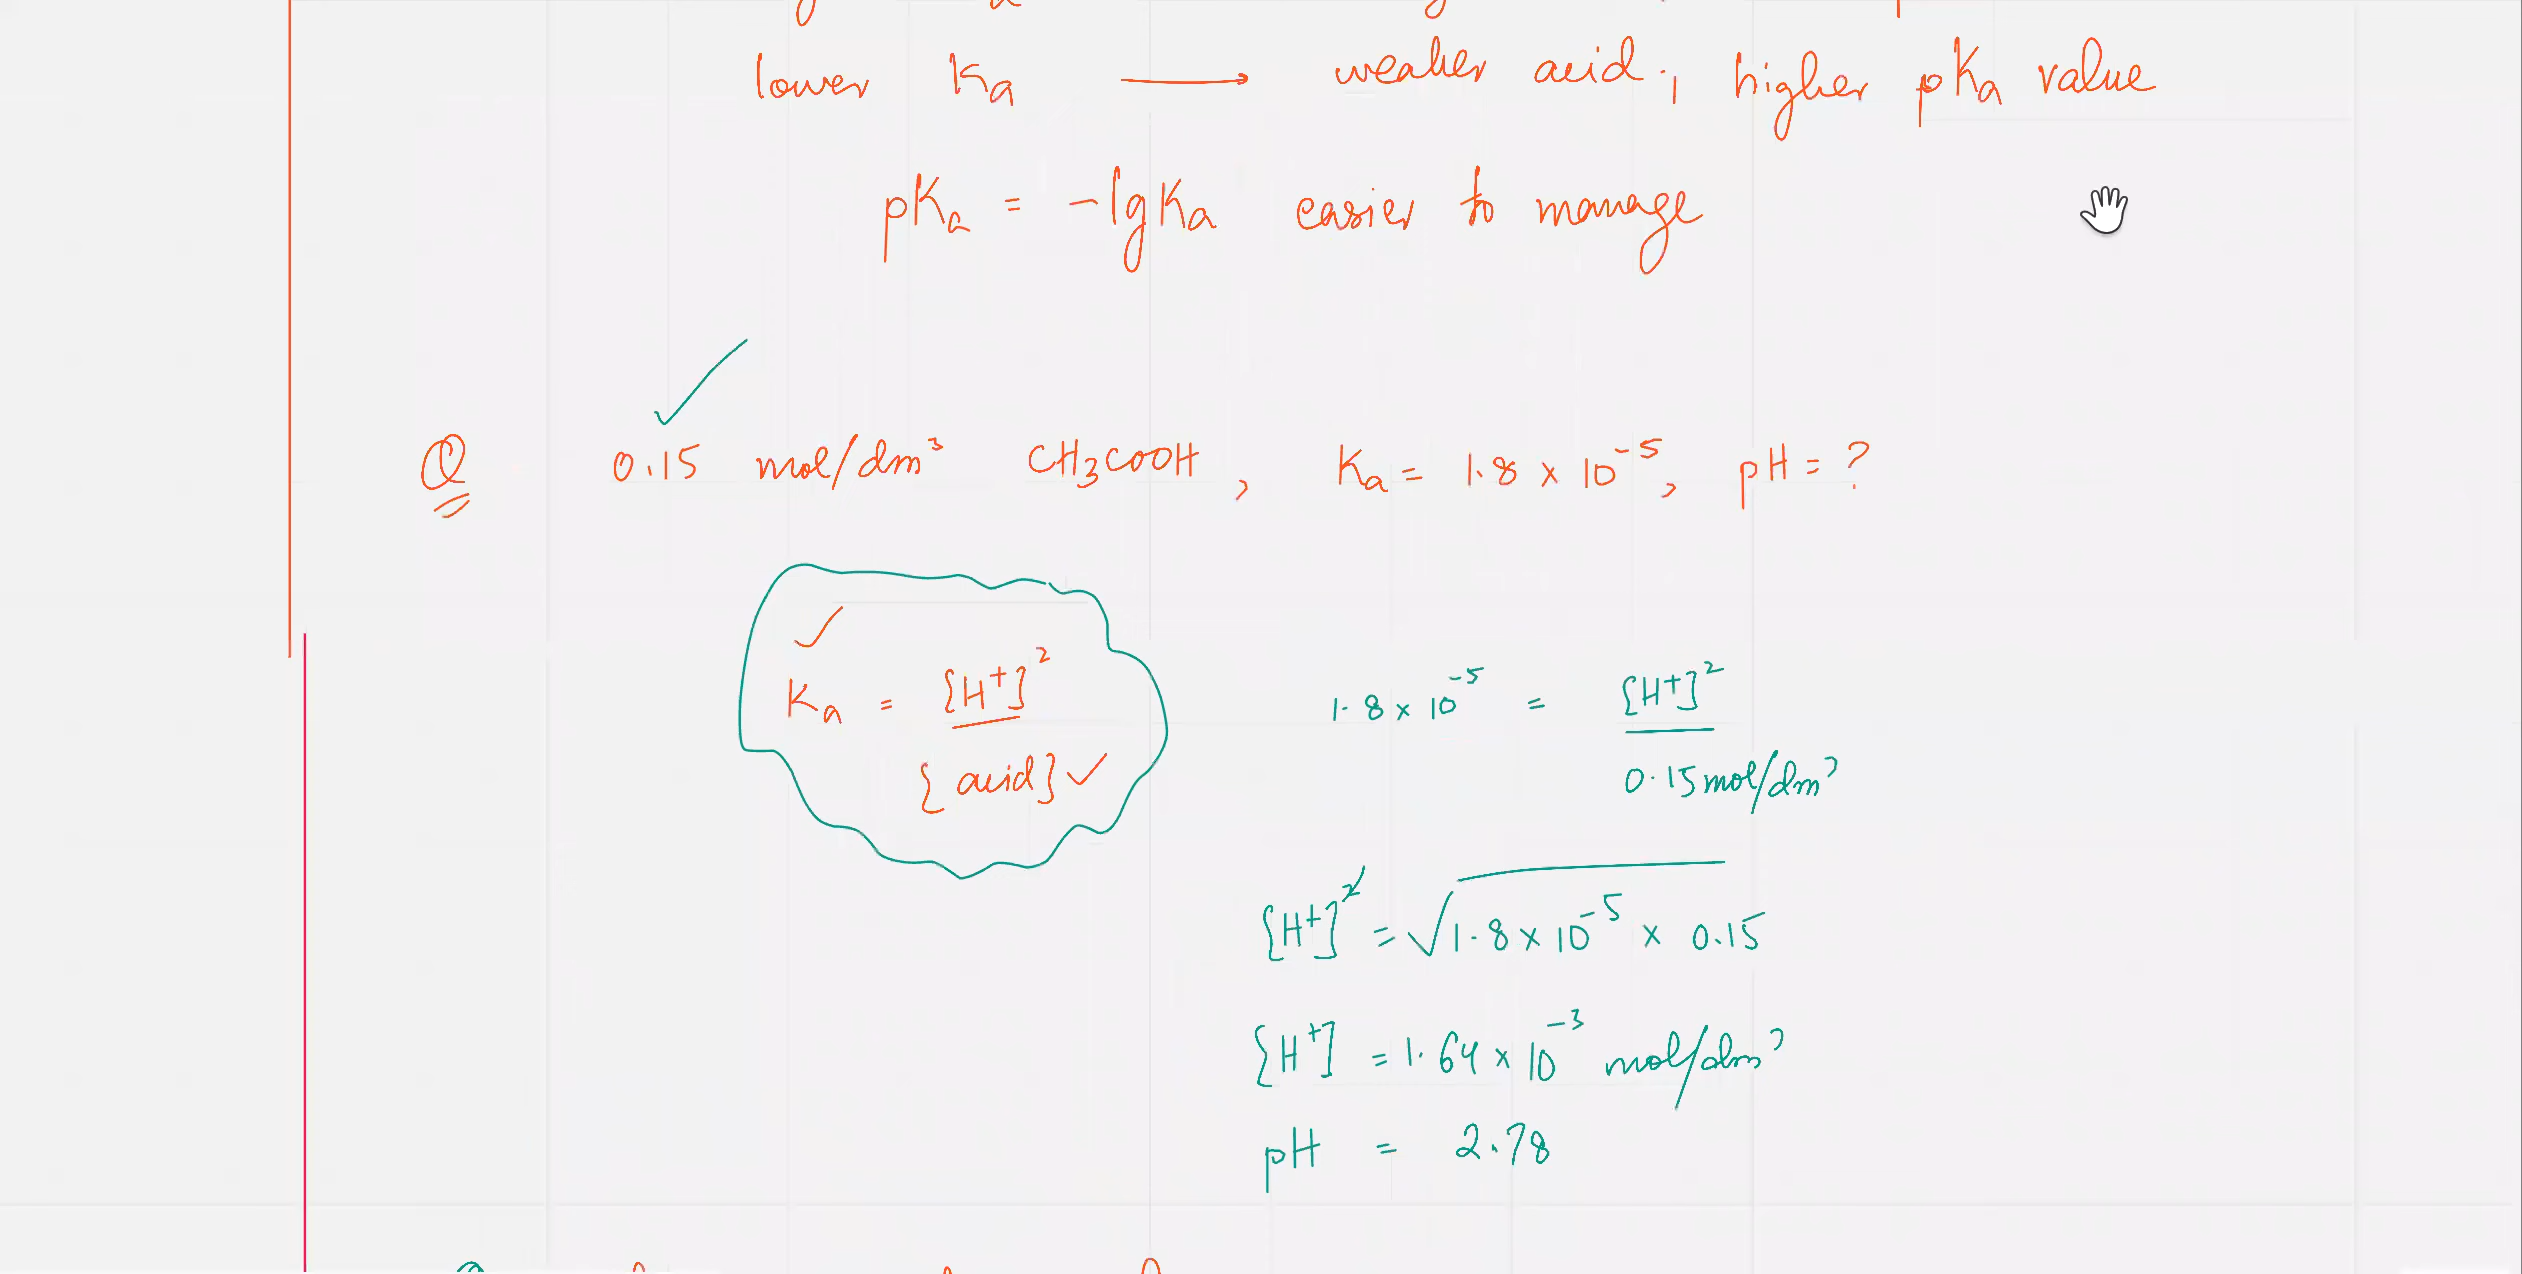 lower Ka ⟶ weaker acid; higher pKa value
pKa = -lgKa easier to manage
Q 0.15 mol/dm³ CH3COOH, Ka = 1.8 × 10⁻⁵, pH = ?
✓
Ka = [H+]² / [acid] ✓
1.8 × 10⁻⁵ = [H+]² / 0.15 mol/dm³
[H+]² = √1.8 × 10⁻⁵ × 0.15
[H+] = 1.64 × 10⁻³ mol/dm³
pH = 2.78